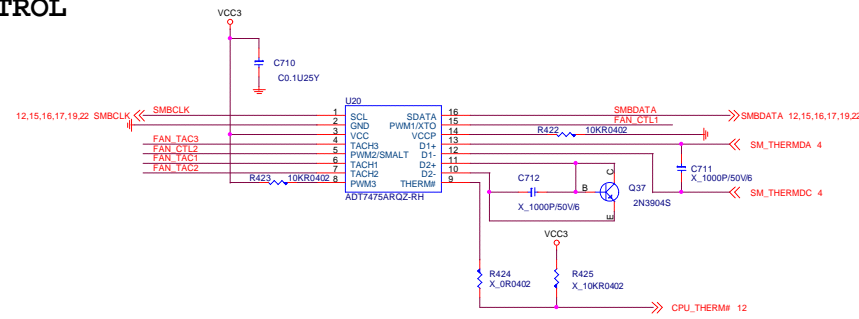 TROL
VCC3
C710
C0.1U25Y
U20
12,15,16,17,19,22 SMBCLK SMBCLK 1 SCL SDATA 16 SMBDATA SMBDATA 12,15,16,17,19,22
2 GND PWM1/XTO 15 FAN_CTL1
3 VCC VCCP 14 R422 10KR0402
FAN_TAC3 4 TACH3 D1+ 13 SM_THERMDA 4
FAN_CTL2 5 PWM2/SMALT D1- 12
FAN_TAC1 6 TACH1 D2+ 11
FAN_TAC2 7 TACH2 D2- 10
R423 10KR0402 8 PWM3 THERM# 9
ADT7475ARQZ-RH
C711
X_1000P/50V/6
SM_THERMDC 4
C712
X_1000P/50V/6
B
C
E
Q37
2N3904S
VCC3
R424
X_0R0402
R425
X_10KR0402
CPU_THERM# 12